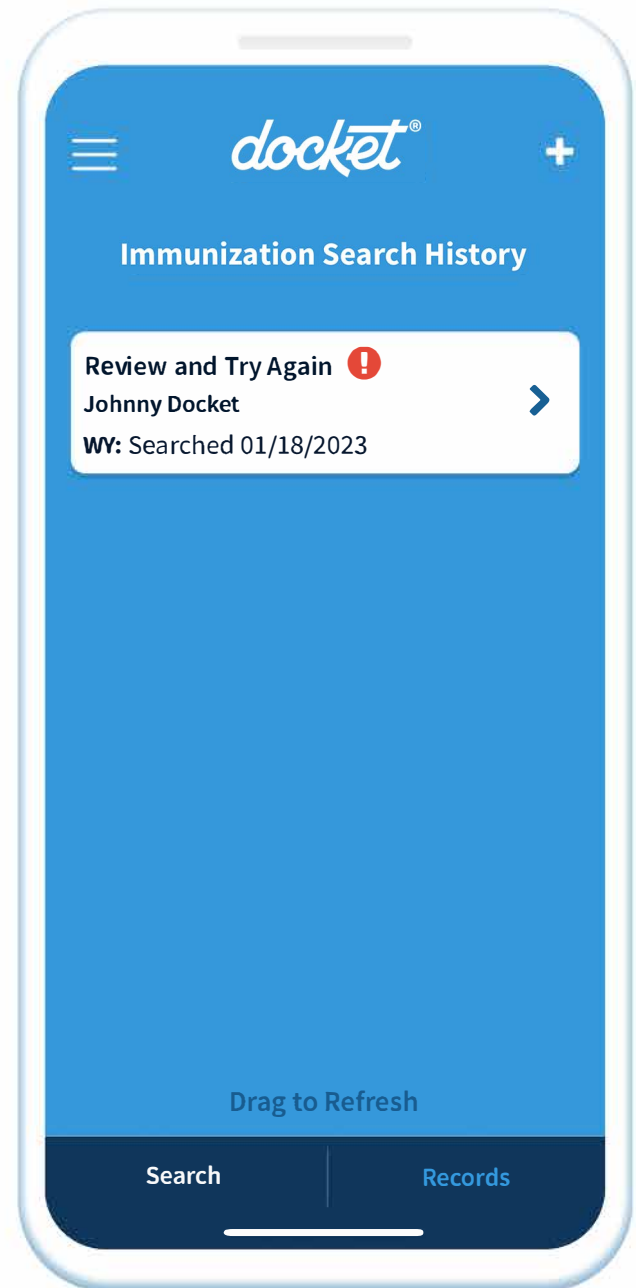 docket®
Immunization Search History
Review and Try Again
Johnny Docket
WY: Searched 01/18/2023
Drag to Refresh
Search
Records